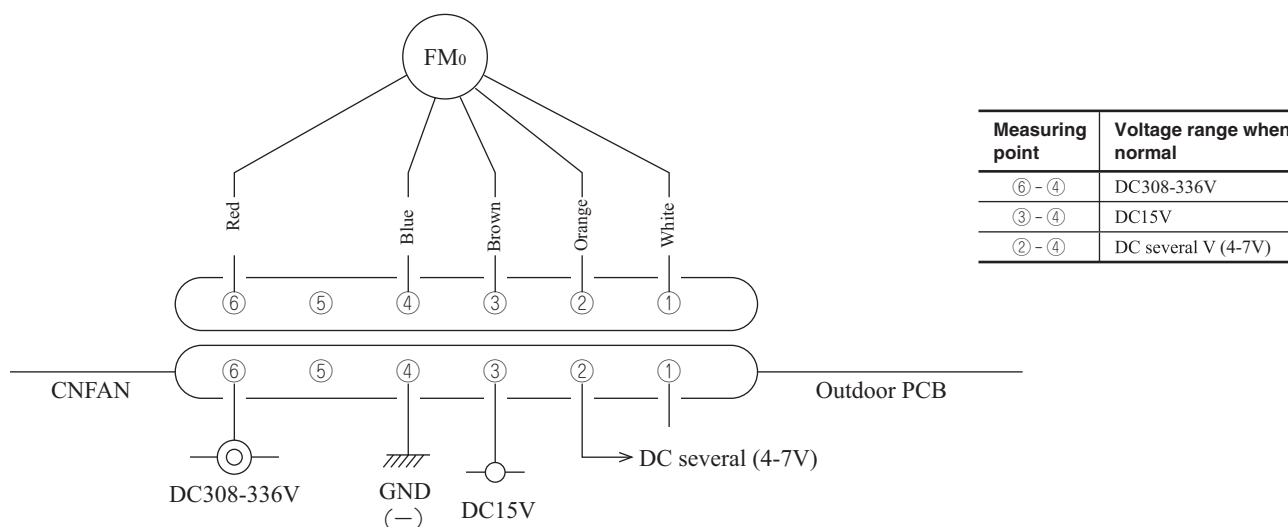 FM0
Red
Blue
Brown
Orange
White
⑥ ⑤ ④ ③ ② ①
⑥ ⑤ ④ ③ ② ①
CNFAN
Outdoor PCB
DC308-336V
GND
(−)
DC15V
DC several (4-7V)
Measuring point
Voltage range when normal
⑥ - ④ DC308-336V
③ - ④ DC15V
② - ④ DC several V (4-7V)